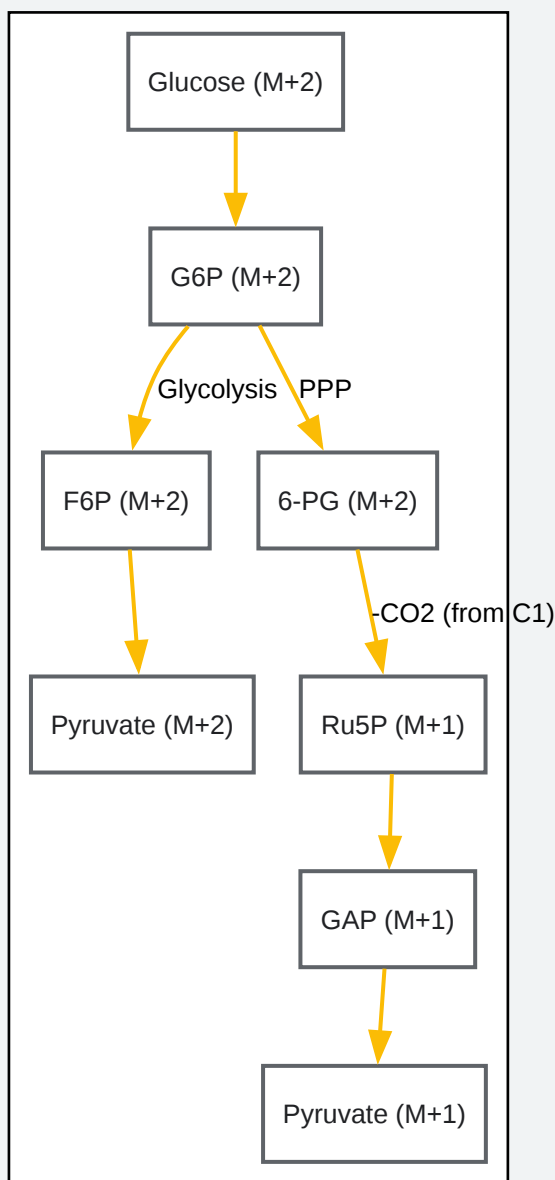 Glucose (M+2)
G6P (M+2)
Glycolysis
PPP
F6P (M+2)
6-PG (M+2)
-CO2 (from C1)
Pyruvate (M+2)
Ru5P (M+1)
GAP (M+1)
Pyruvate (M+1)